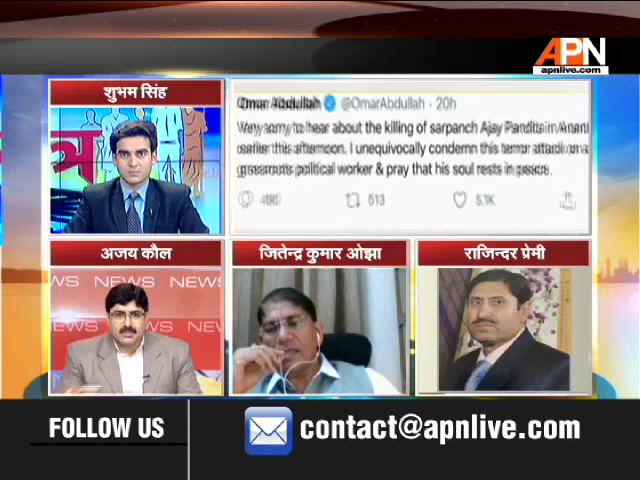 APN
apnlive.com
शुभम सिंह
Omar Abdullah @OmarAbdullah · 20h
Very sorry to hear about the killing of sarpanch Ajay Pandita in Anant
earlier this afternoon. I unequivocally condemn this terror attack on a
grassroots political worker & pray that his soul rests in peace.
513 5.1K
अजय कौल
जितेन्द्र कुमार ओझा
राजिन्दर प्रेमी
NEWS NEWS
NEWS
FOLLOW US
contact@apnlive.com